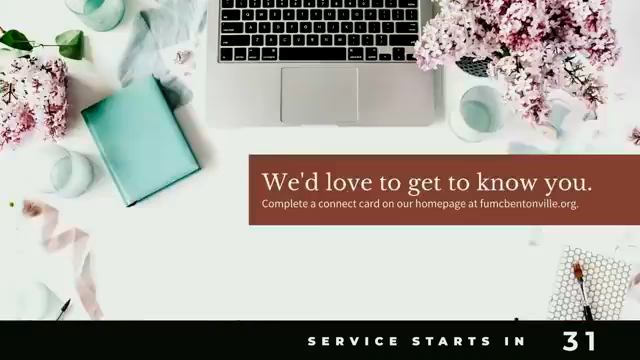 We'd love to get to know you.
Complete a connect card on our homepage at fumcbentonville.org.
SERVICE STARTS IN 31